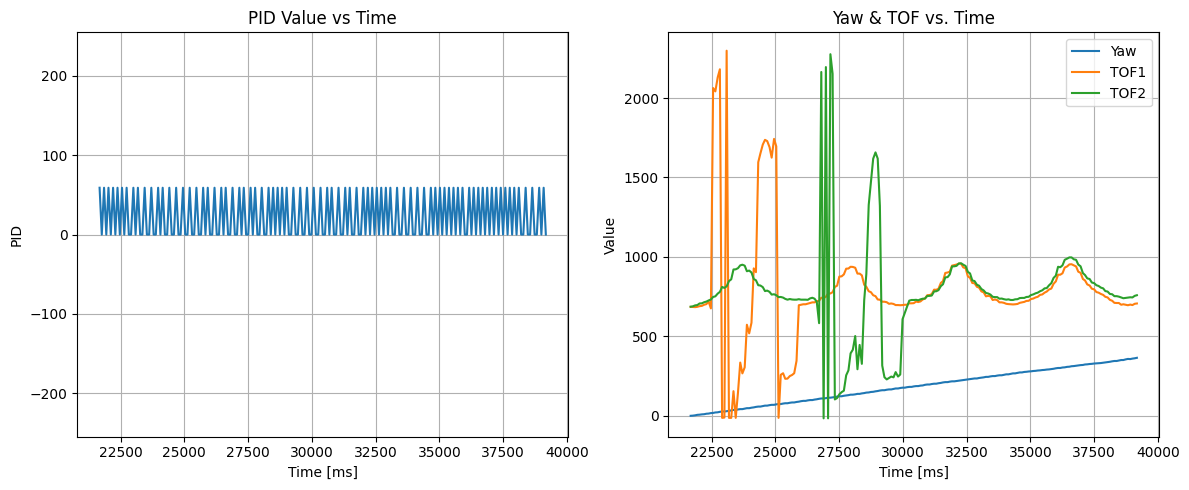 PID Value vs Time
PID
200
100
0
−100
−200
22500 25000 27500 30000 32500 35000 37500 40000
Time [ms]
Yaw & TOF vs. Time
Value
2000
1500
1000
500
0
22500 25000 27500 30000 32500 35000 37500 40000
Time [ms]
Yaw
TOF1
TOF2